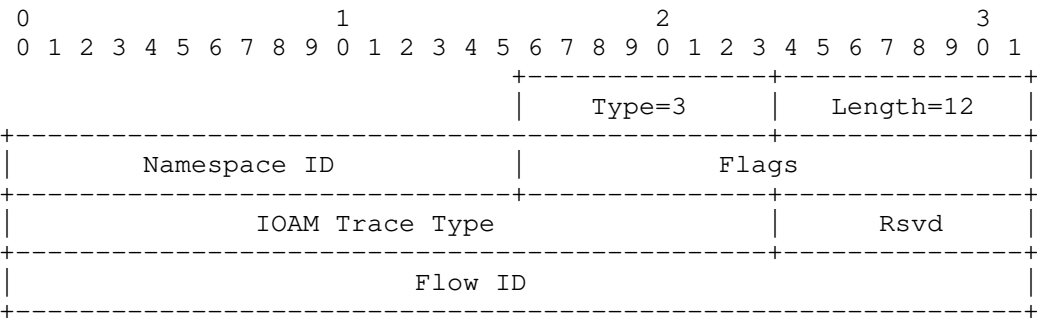 0                   1                   2                   3
0 1 2 3 4 5 6 7 8 9 0 1 2 3 4 5 6 7 8 9 0 1 2 3 4 5 6 7 8 9 0 1
                                +---------------+---------------+
                                |    Type=3     |   Length=12   |
+-----------------------------------------------+---------------+
|        Namespace ID           |            Flags              |
+-------------------------------+---------------+---------------+
|               IOAM Trace Type                 |      Rsvd     |
+-----------------------------------------------+---------------+
|                         Flow ID                               |
+---------------------------------------------------------------+